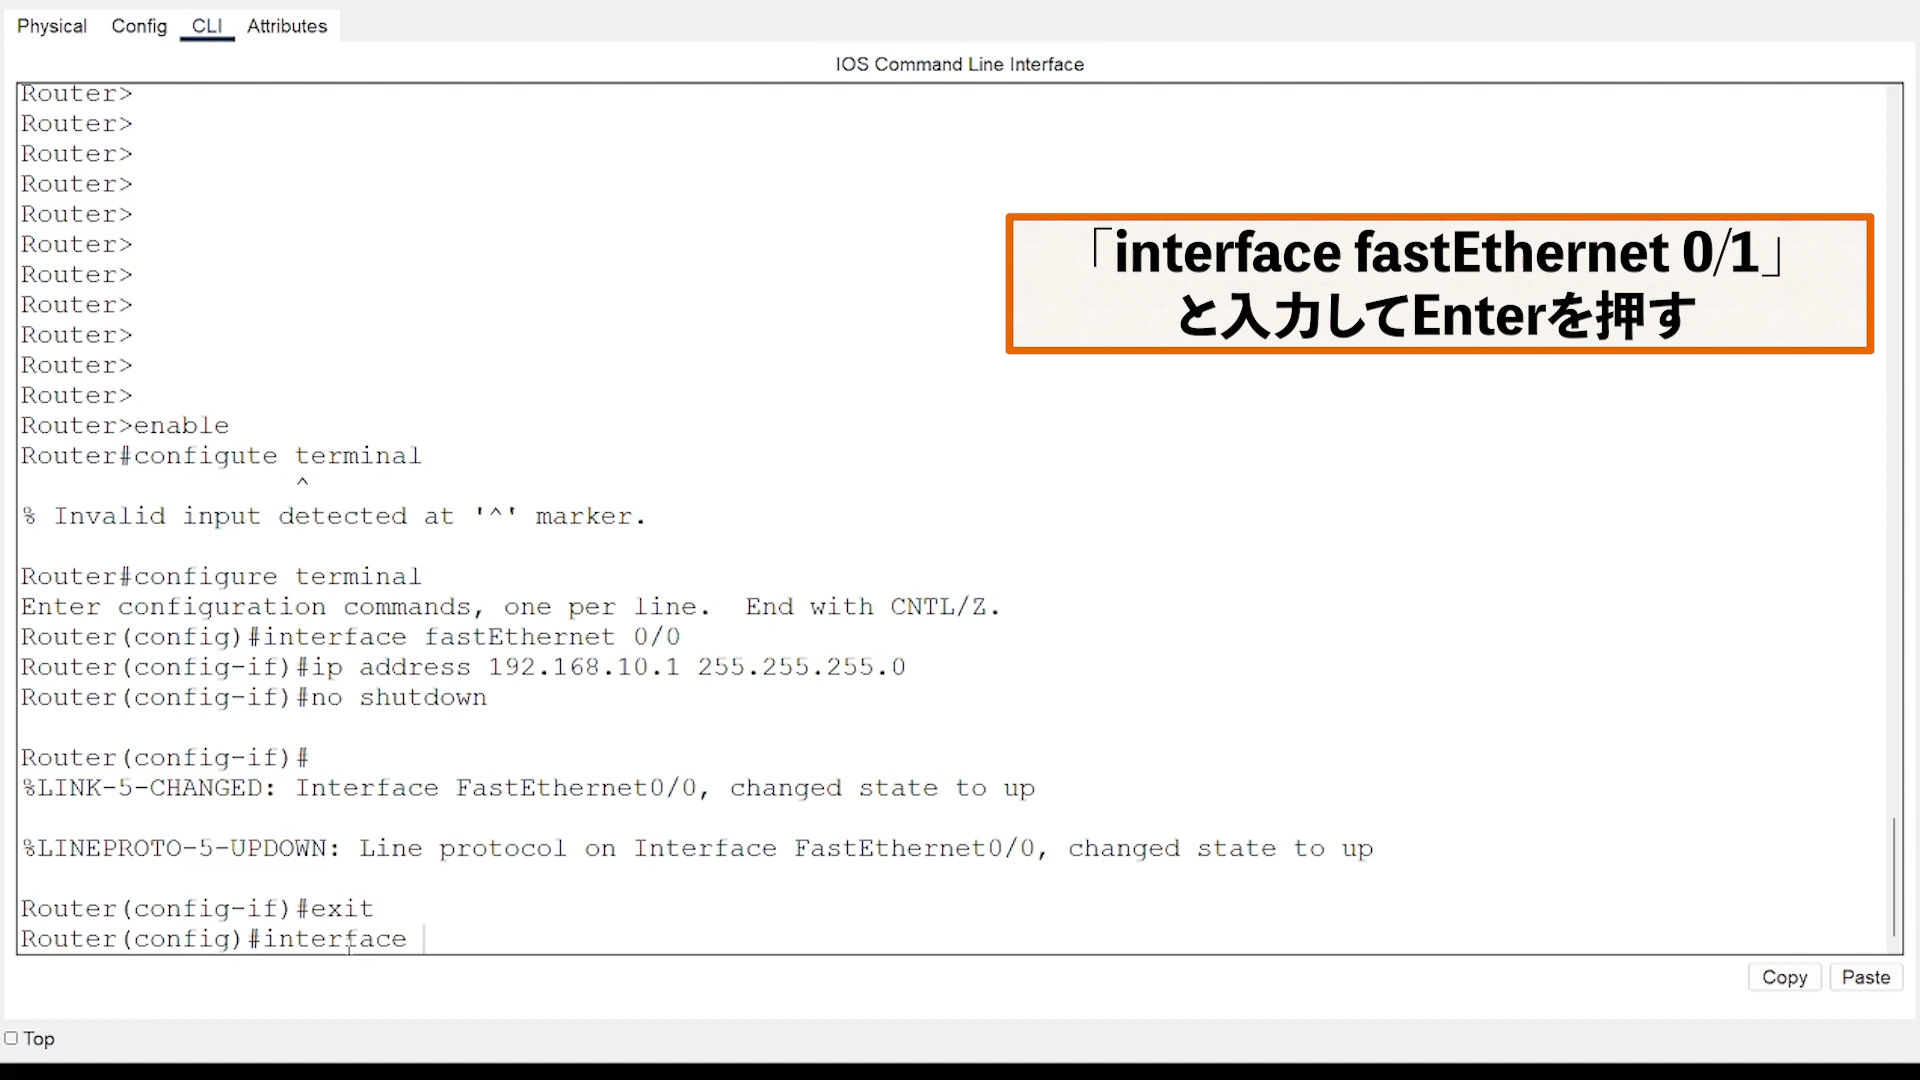 Physical Config CLI Attributes
IOS Command Line Interface
Router>
Router>
Router>
Router>
Router>
Router>
Router>
Router>
Router>
Router>
Router>
Router>enable
Router#configute terminal
^
% Invalid input detected at '^' marker.
Router#configure terminal
Enter configuration commands, one per line.  End with CNTL/Z.
Router(config)#interface fastEthernet 0/0
Router(config-if)#ip address 192.168.10.1 255.255.255.0
Router(config-if)#no shutdown
Router(config-if)#
%LINK-5-CHANGED: Interface FastEthernet0/0, changed state to up
%LINEPROTO-5-UPDOWN: Line protocol on Interface FastEthernet0/0, changed state to up
Router(config-if)#exit
Router(config)#interface
「interface fastEthernet 0/1」
と入力してEnterを押す
Copy Paste
Top